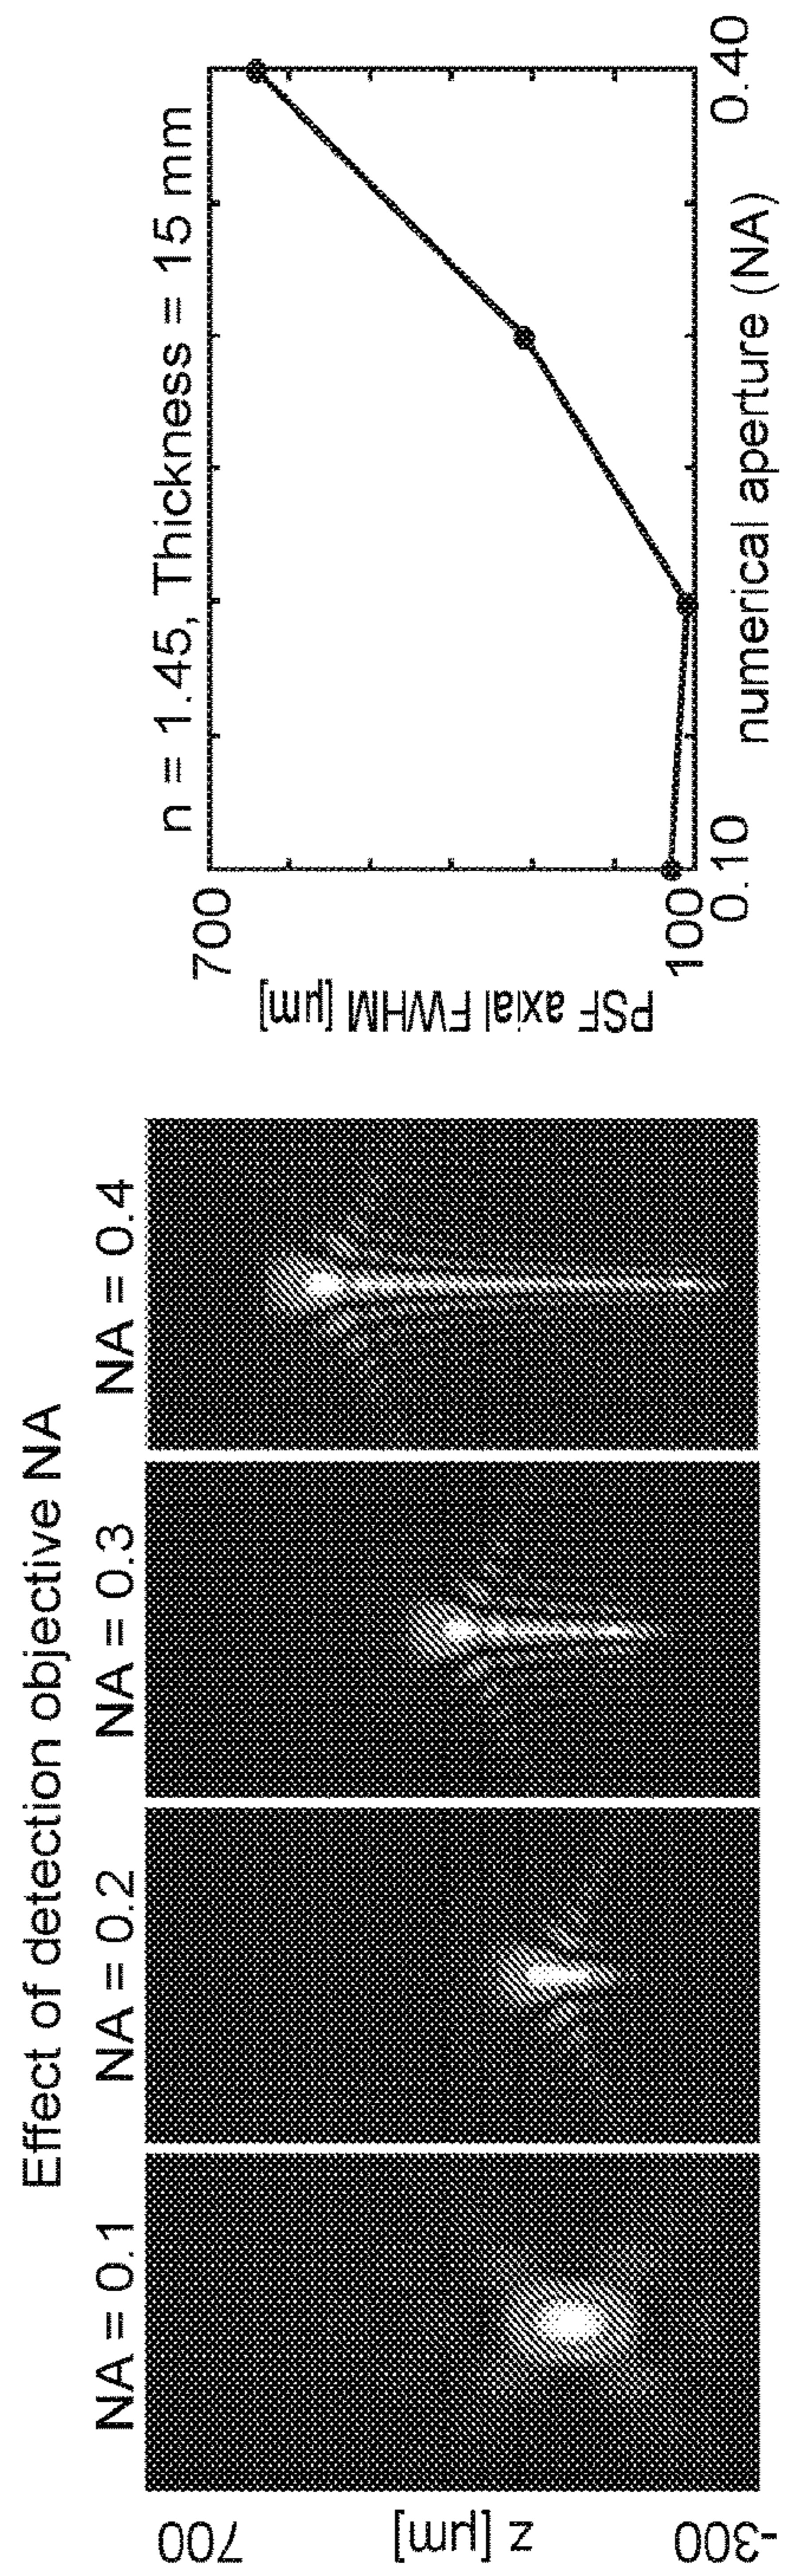 Effect of detection objective NA
NA = 0.1
NA = 0.2
NA = 0.3
NA = 0.4
700
z [µm]
-300
n = 1.45, Thickness = 15 mm
700
PSF axial FWHM [µm]
100
0.10
0.40
numerical aperture (NA)